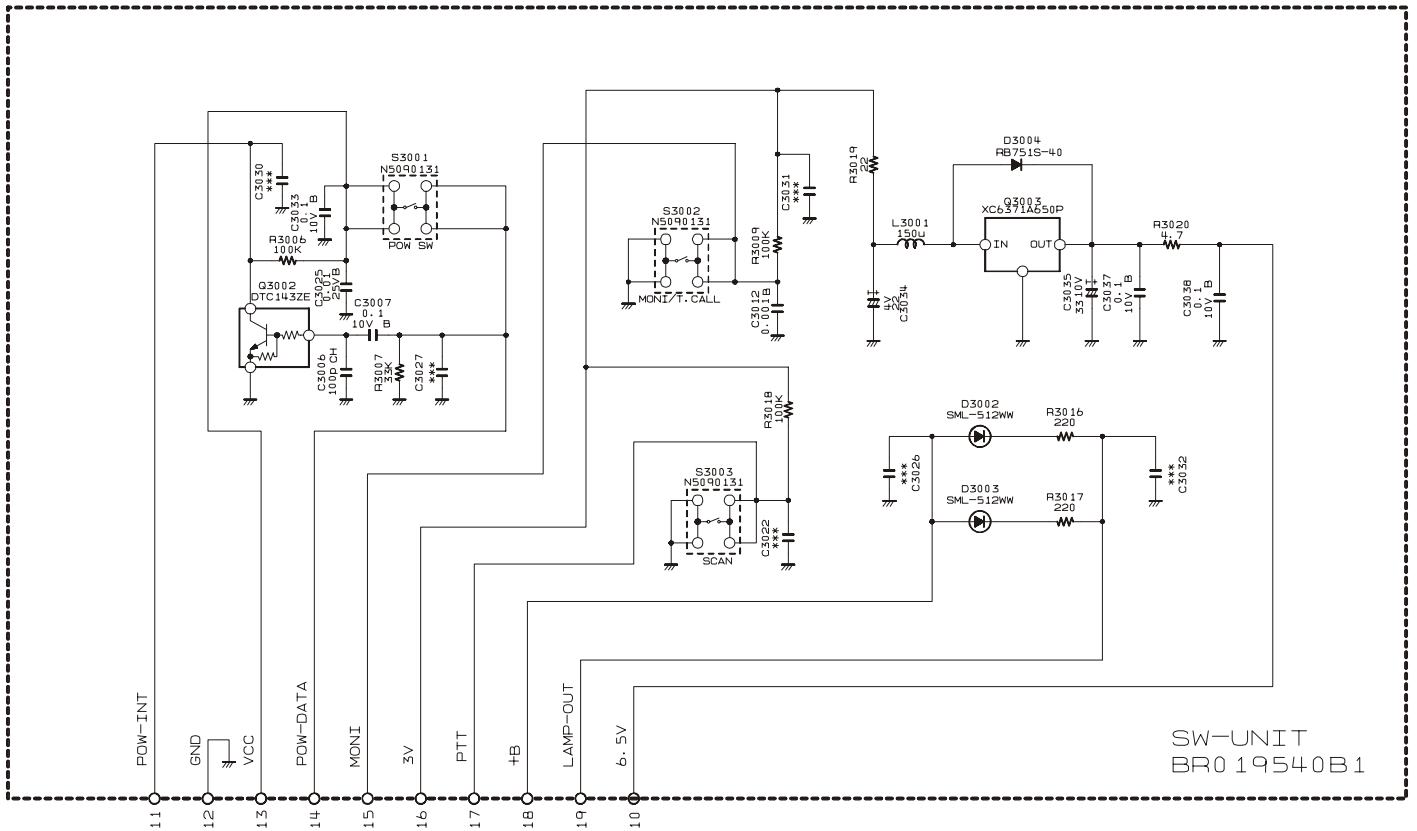 D3004
RB751S-40
S3001
N5090131
POW SW
C3030
***
C3033
0.1
10V B
R3006
100K
C3025
0.01
25VB
Q3002
DTC143ZE
C3007
0.1
10V B
C3006
100pCH
R3007
33K
C3027
***
S3002
N5090131
MONI/T.CALL
R3009
100K
C3031
***
C3012
0.001B
R3019
22
L3001
150u
Q3003
XC6371A650P
IN
OUT
R3020
4.7
+
4V
22
C3034
+
C3035
33 10V
C3037
0.1
10V B
C3038
0.1
10V B
R3018
100K
S3003
N5090131
SCAN
C3022
***
D3002
SML-512WW
R3016
220
***
C3026
***
C3032
D3003
SML-512WW
R3017
220
POW-INT
GND
VCC
POW-DATA
MONI
3V
PTT
+B
LAMP-OUT
6.5V
11
12
13
14
15
16
17
18
19
10
SW-UNIT
BR019540B1